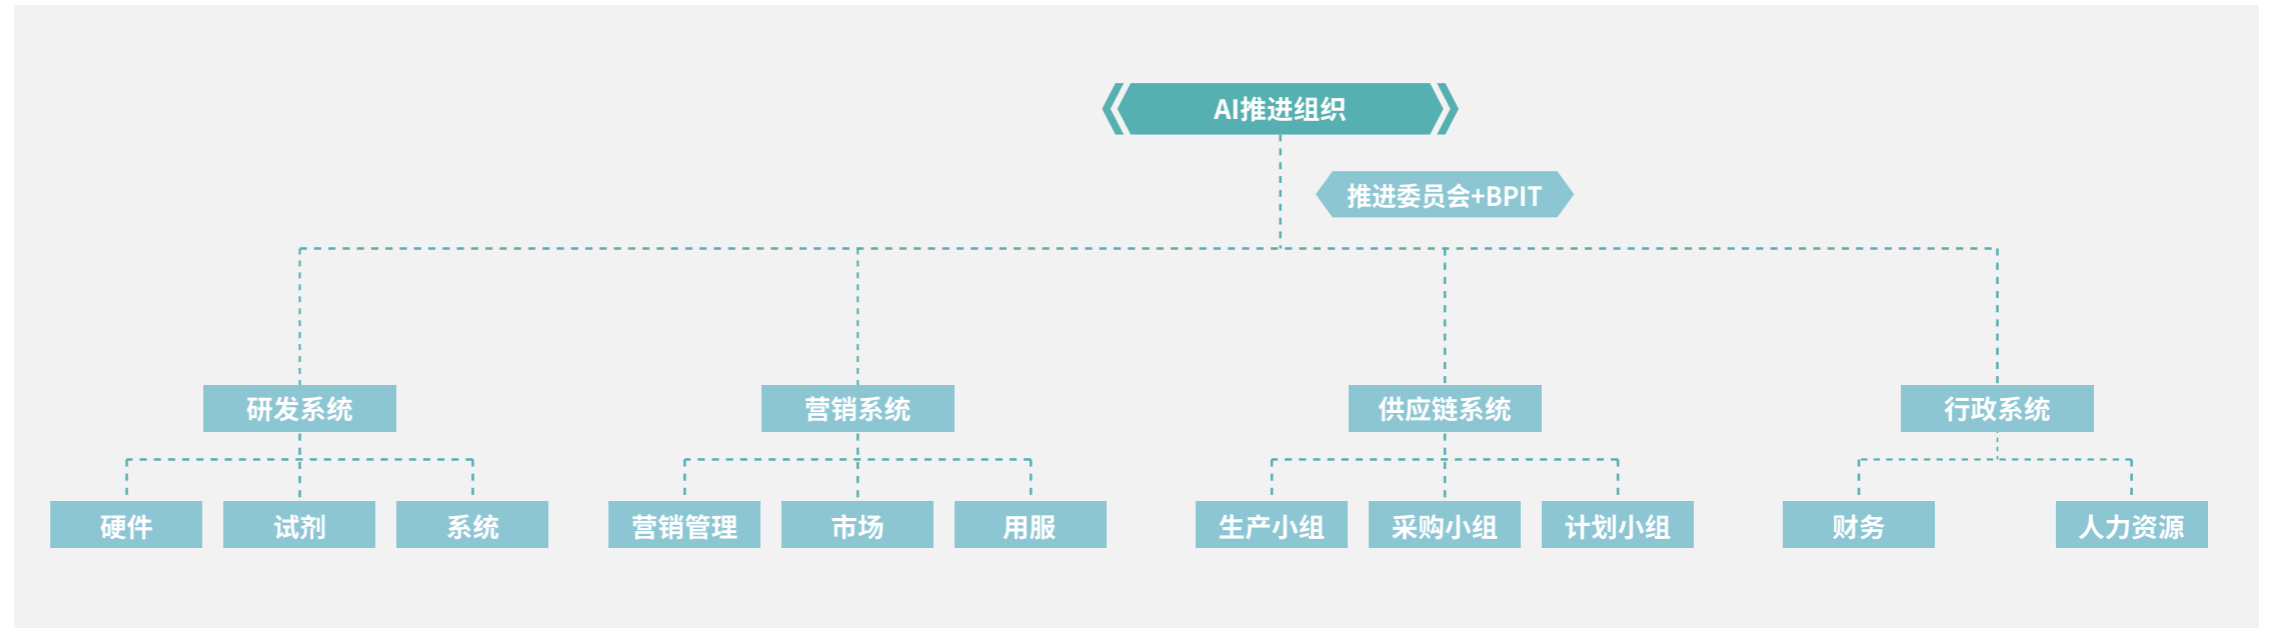 AI推进组织
推进委员会+BPIT
研发系统
营销系统
供应链系统
行政系统
硬件
试剂
系统
营销管理
市场
用服
生产小组
采购小组
计划小组
财务
人力资源